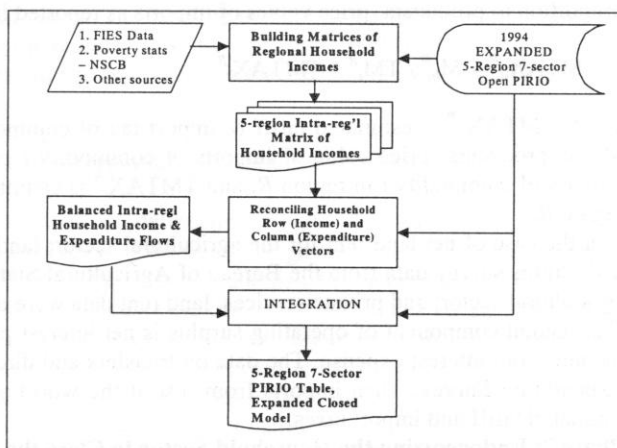 1. FIES Data
2. Poverty stats
– NSCB
3. Other sources
Building Matrices of
Regional Household
Incomes
1994
EXPANDED
5-Region 7-sector
Open PIRIO
5-region Intra-reg'l
Matrix of
Household Incomes
Balanced Intra-regl
Household Income &
Expenditure Flows
Reconciling Household
Row (Income) and
Column (Expenditure)
Vectors
INTEGRATION
5-Region 7-Sector
PIRIO Table,
Expanded Closed
Model